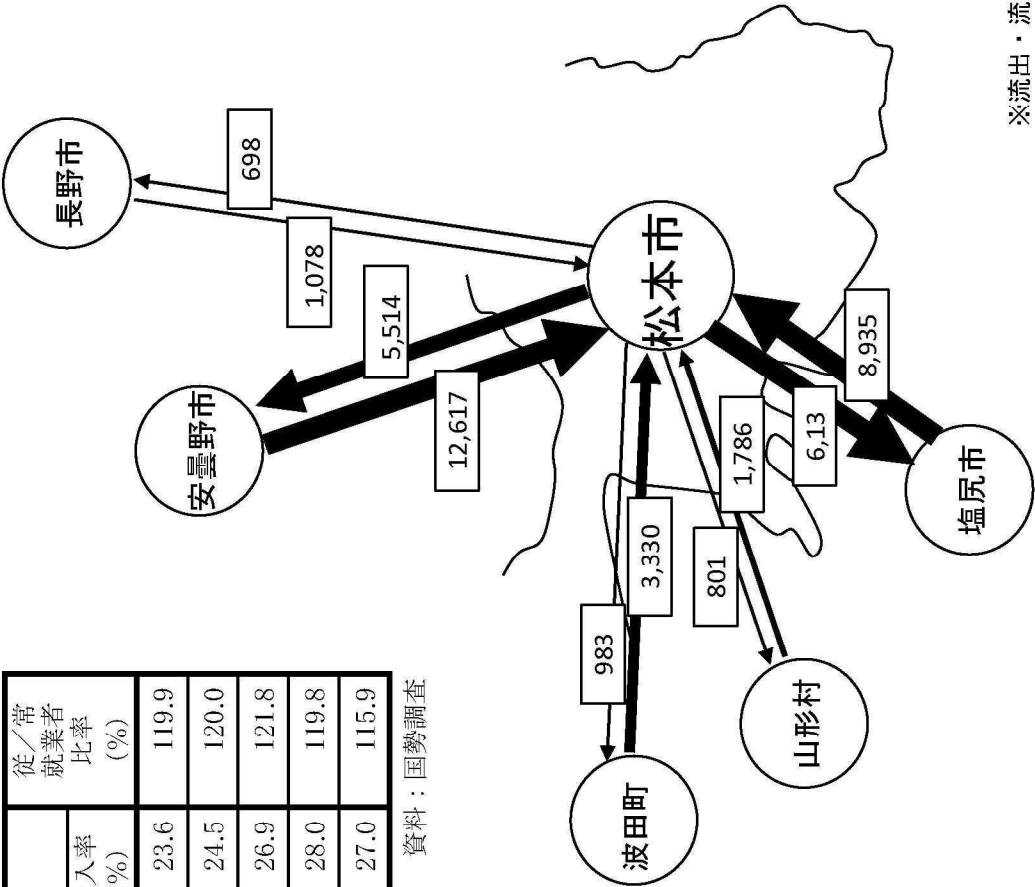 従／常
就業者
比率
(%)
入率
%)
23.6 119.9
24.5 120.0
26.9 121.8
28.0 119.8
27.0 115.9
資料：国勢調査
長野市
698
1,078
安曇野市
5,514
12,617
松本市
983
3,330
波田町
801
1,786
山形村
6,13
8,935
塩尻市
※流出・流